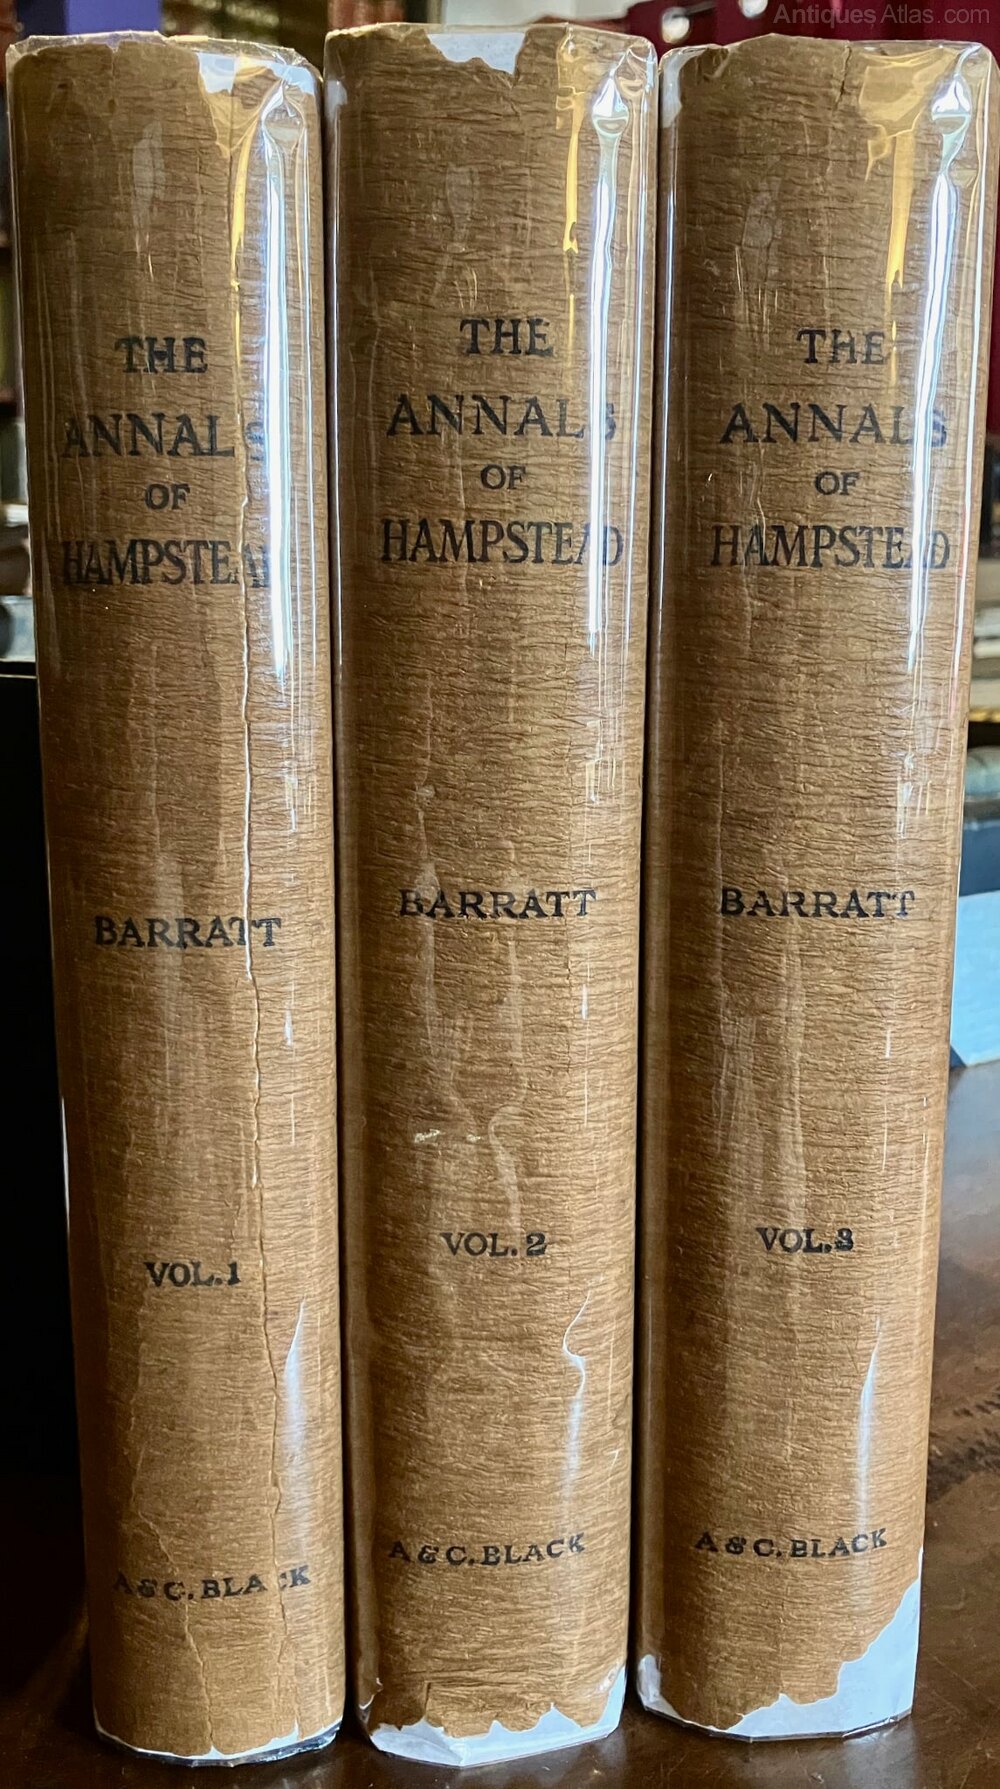 Antiques Atlas.com
THE
ANNALS
OF
HAMPSTEAD
BARRATT
VOL. 1
A & C. BLACK
THE
ANNALS
OF
HAMPSTEAD
BARRATT
VOL. 2
A & C. BLACK
THE
ANNALS
OF
HAMPSTEAD
BARRATT
VOL. 3
A & C. BLACK